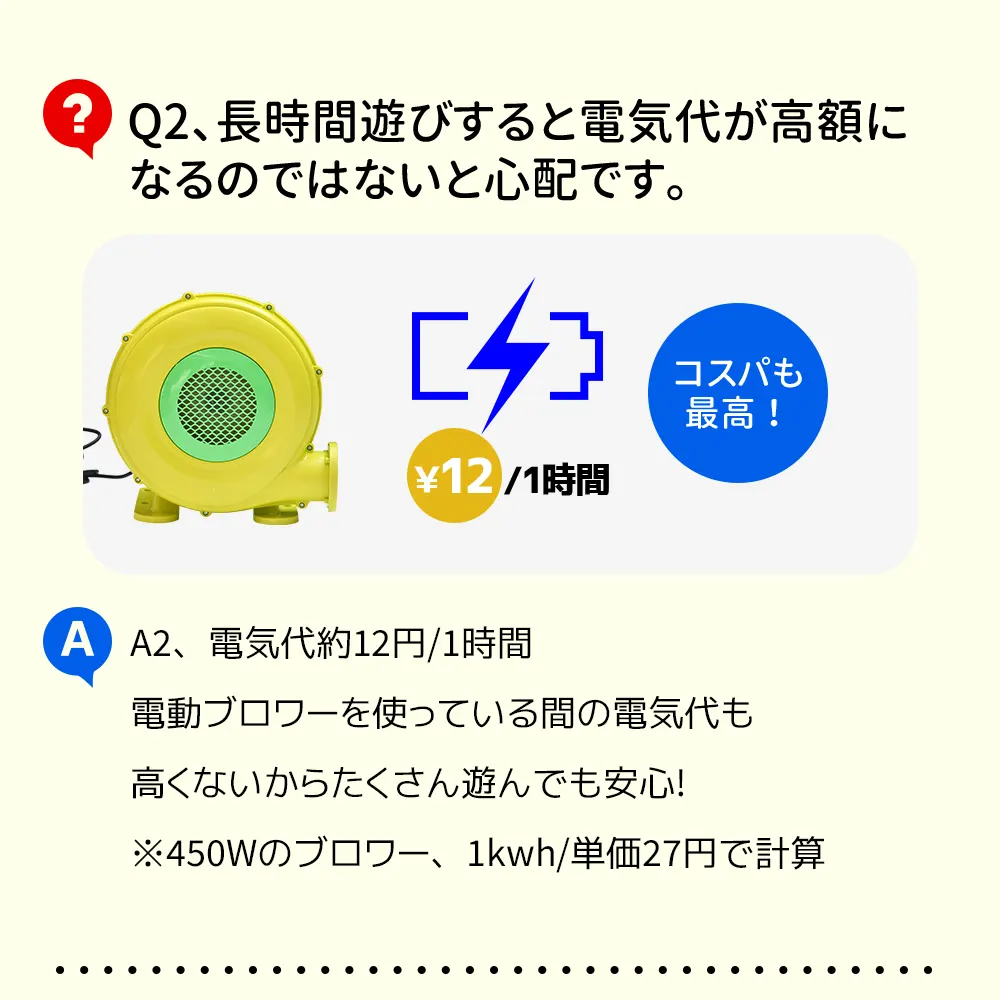 ?
Q2、長時間遊びすると電気代が高額に
なるのではないと心配です。
コスパも
最高！
¥12/1時間
A
A2、電気代約12円/1時間
電動ブロワーを使っている間の電気代も
高くないからたくさん遊んでも安心!
※450Wのブロワー、1kwh/単価27円で計算